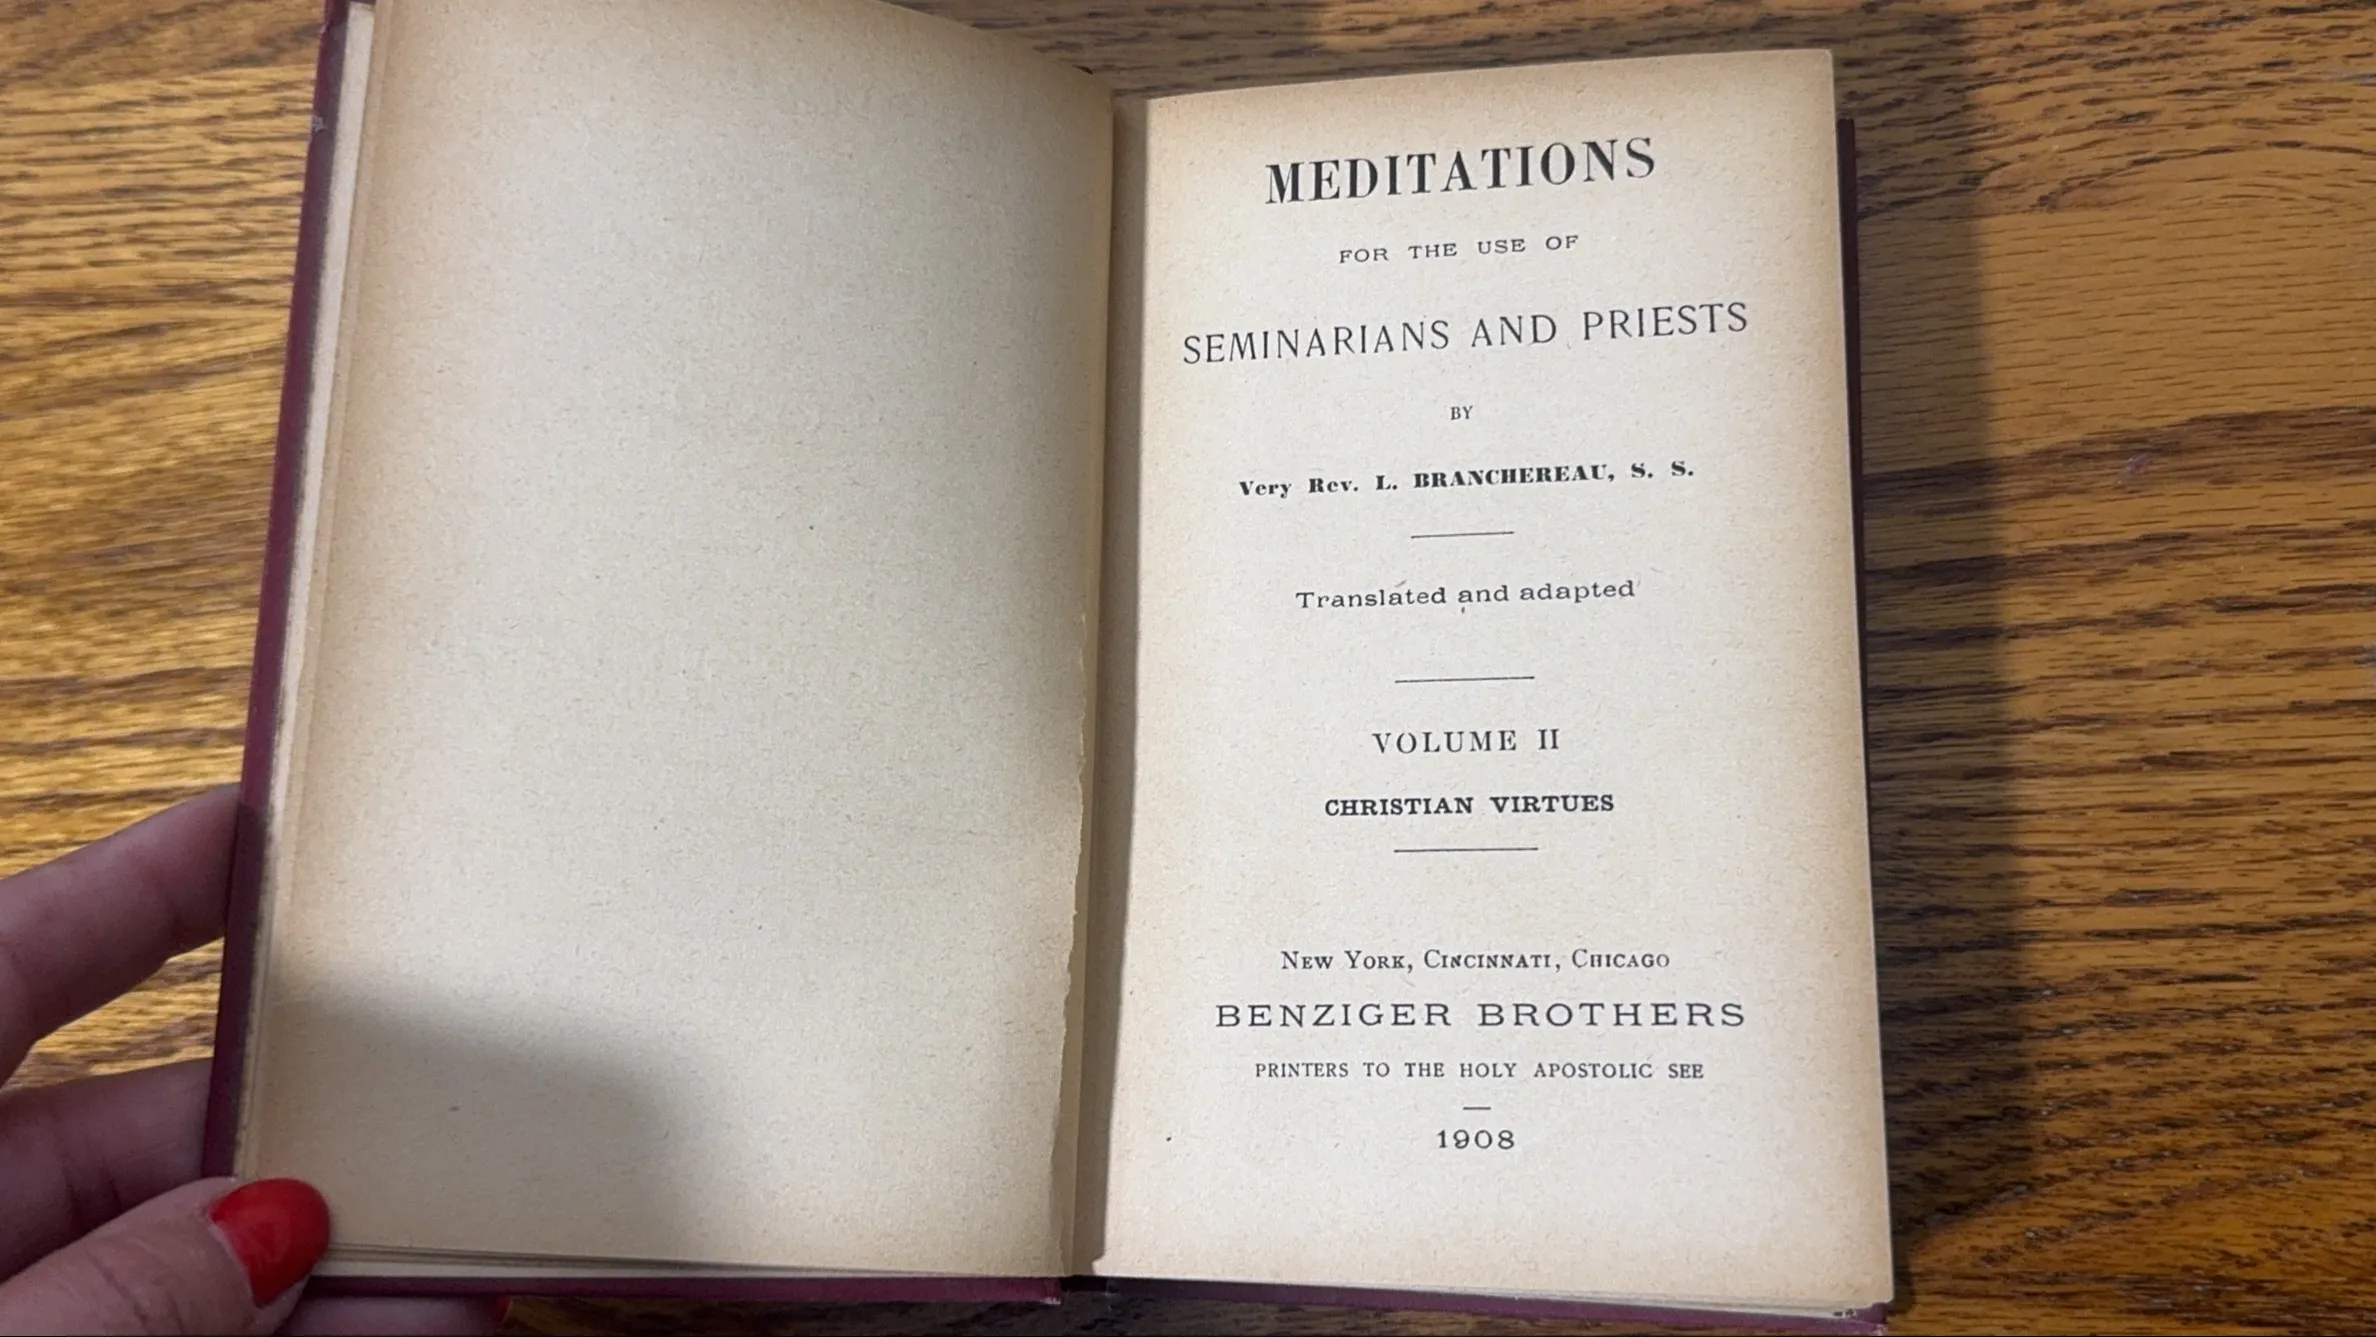 MEDITATIONS
FOR THE USE OF
SEMINARIANS AND PRIESTS
BY
Very Rev. L. BRANCHEREAU, S. S.
Translated and adapted
VOLUME II
CHRISTIAN VIRTUES
NEW YORK, CINCINNATI, CHICAGO
BENZIGER BROTHERS
PRINTERS TO THE HOLY APOSTOLIC SEE
1908